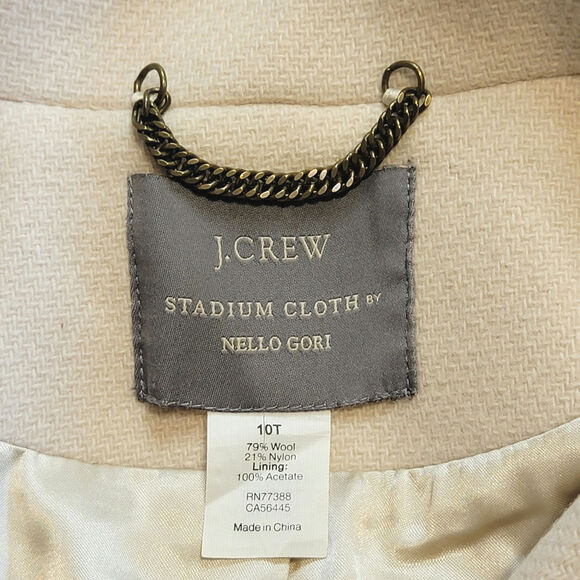 J.CREW
STADIUM CLOTH BY
NELLO GORI
10T
79% Wool
21% Nylon
Lining:
100% Acetate
RN77388
CA56445
Made in China